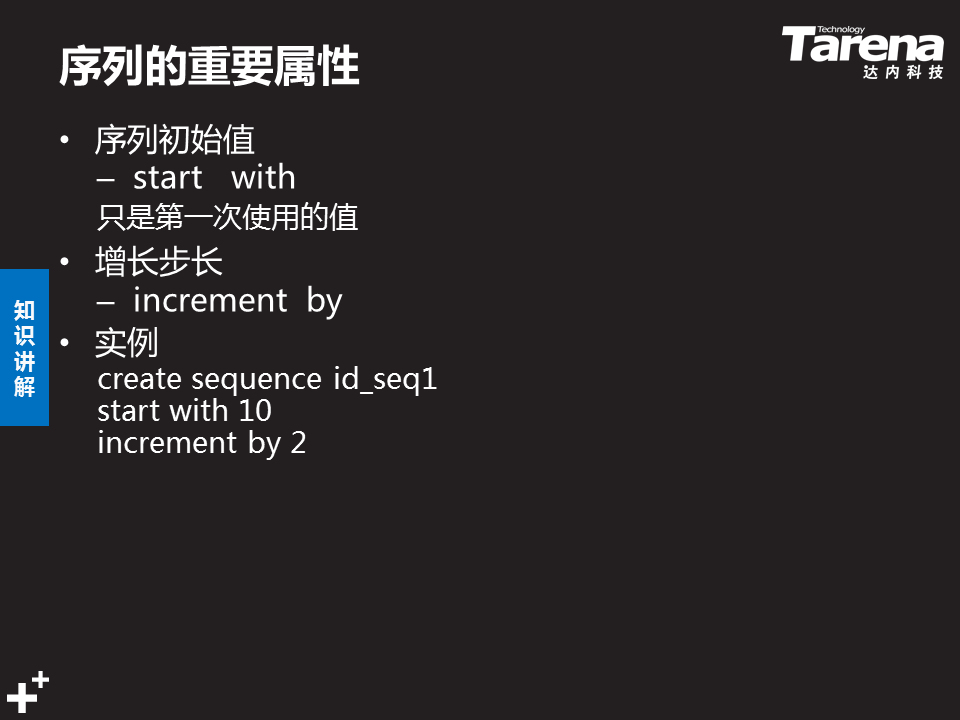 序列的重要属性
Technology
Tarena
达内科技
• 序列初始值
– start with
只是第一次使用的值
• 增长步长
– increment by
• 实例
create sequence id_seq1
start with 10
increment by 2
知识讲解